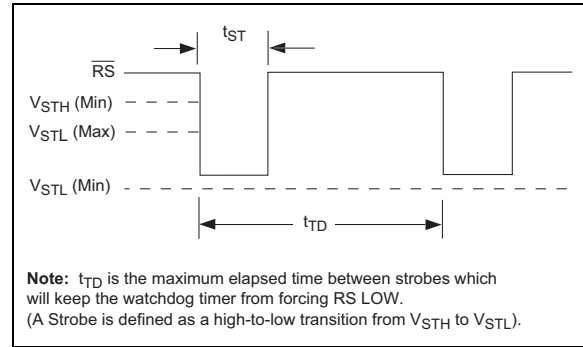 tST
R̅S̅
VSTH (Min)
VSTL (Max)
VSTL (Min)
tTD
Note: tTD is the maximum elapsed time between strobes which
will keep the watchdog timer from forcing RS LOW.
(A Strobe is defined as a high-to-low transition from VSTH to VSTL).